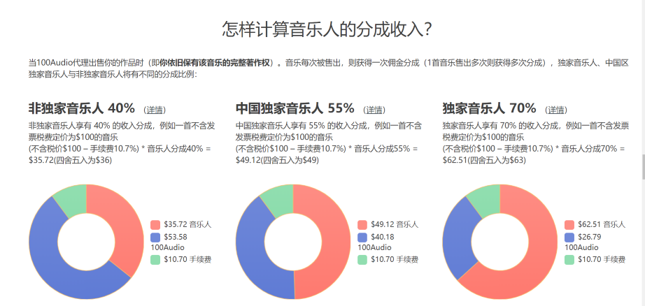 怎样计算音乐人的分成收入？
当100Audio代理出售你的作品时（即你依旧保有该音乐的完整著作权）。音乐每次被售出，则获得一次佣金分成（1首音乐售出多次则获得多次分成），独家音乐人、中国区
独家音乐人与非独家音乐人将有不同的分成比例：
非独家音乐人 40% （详情）
非独家音乐人享有 40% 的收入分成，例如一首不含发
票税费定价为$100的音乐
(不含税价$100 – 手续费10.7%) * 音乐人分成40% =
$35.72(四舍五入为$36)
$35.72 音乐人
$53.58
100Audio
$10.70 手续费
中国独家音乐人 55% （详情）
中国独家音乐人享有 55% 的收入分成，例如一首不含
发票税费定价为$100的音乐
(不含税价$100 – 手续费10.7%) * 音乐人分成55% =
$49.12(四舍五入为$49)
$49.12 音乐人
$40.18
100Audio
$10.70 手续费
独家音乐人 70% （详情）
独家音乐人享有 70% 的收入分成，例如一首不含发票
税费定价为$100的音乐
(不含税价$100 – 手续费10.7%) * 音乐人分成70% =
$62.51(四舍五入为$63)
$62.51 音乐人
$26.79
100Audio
$10.70 手续费